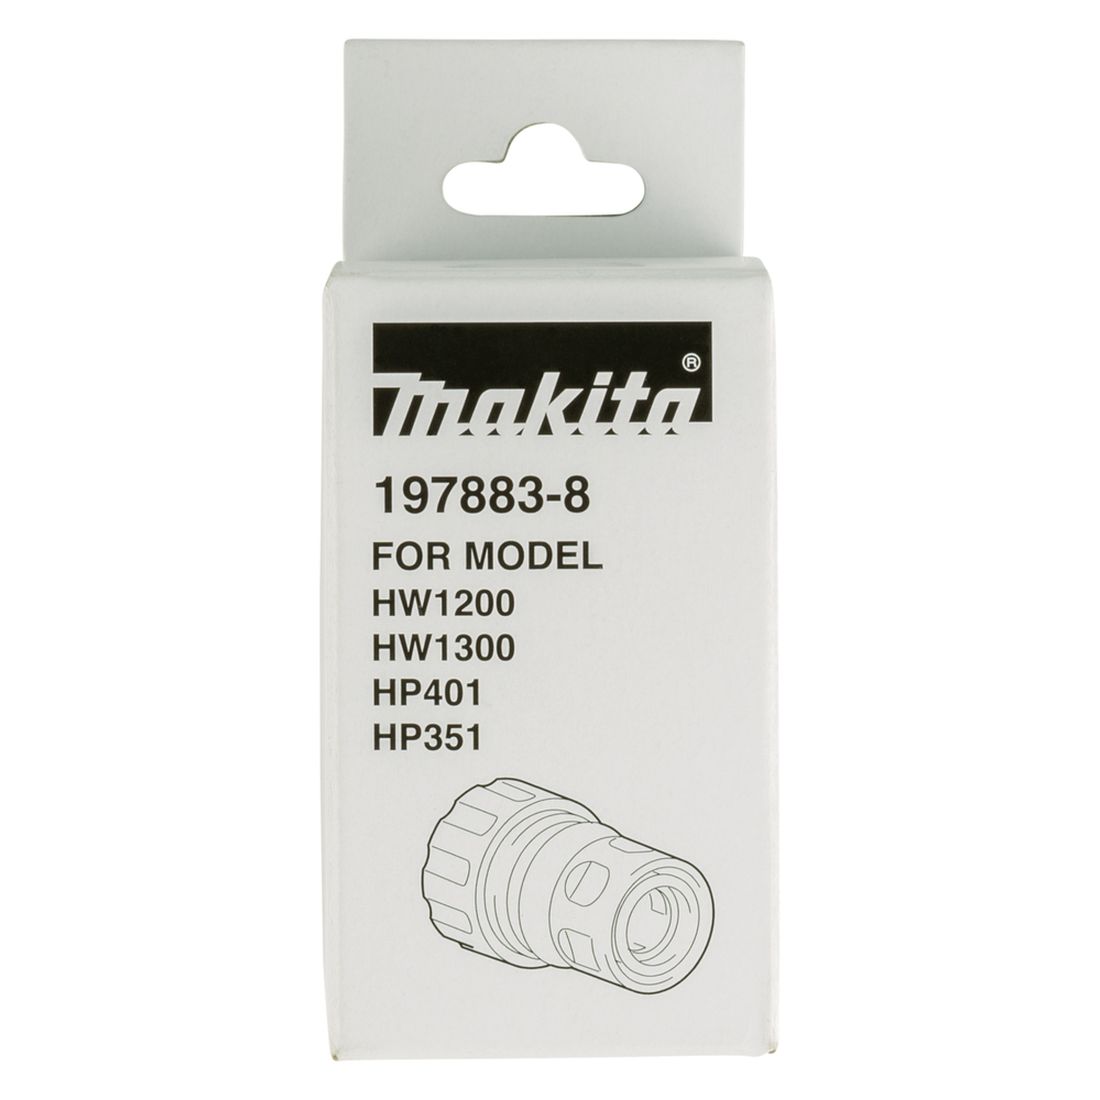 makita®
197883-8
FOR MODEL
HW1200
HW1300
HP401
HP351